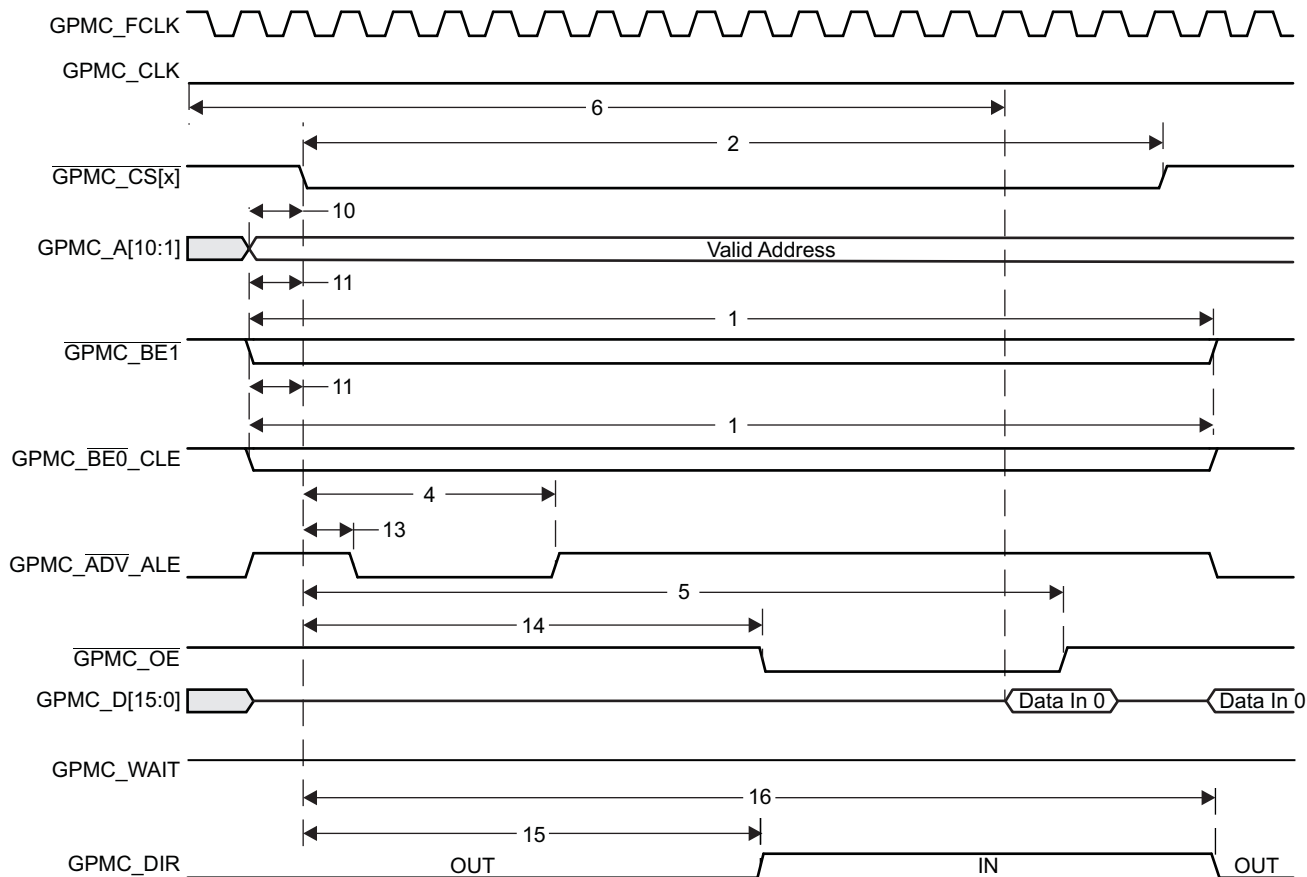 GPMC_FCLK
GPMC_CLK
6
2
GPMC_CS[x]
10
GPMC_A[10:1]
Valid Address
11
1
GPMC_BE1
11
1
GPMC_BE0_CLE
4
13
GPMC_ADV_ALE
5
14
GPMC_OE
GPMC_D[15:0]
Data In 0
Data In 0
GPMC_WAIT
16
15
GPMC_DIR
OUT
IN
OUT